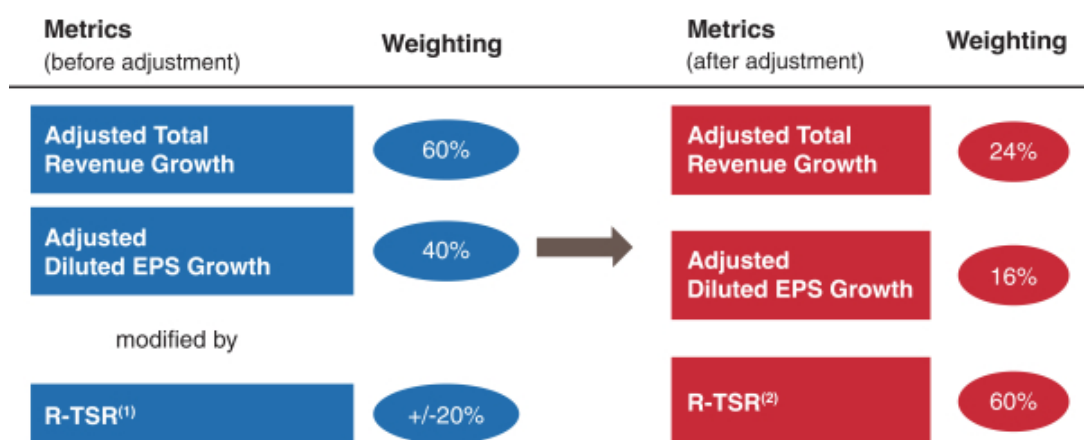 Metrics
(before adjustment)
Weighting
Metrics
(after adjustment)
Weighting
Adjusted Total
Revenue Growth
60%
Adjusted Total
Revenue Growth
24%
Adjusted
Diluted EPS Growth
40%
Adjusted
Diluted EPS Growth
16%
modified by
R-TSR(1)
+/-20%
R-TSR(2)
60%